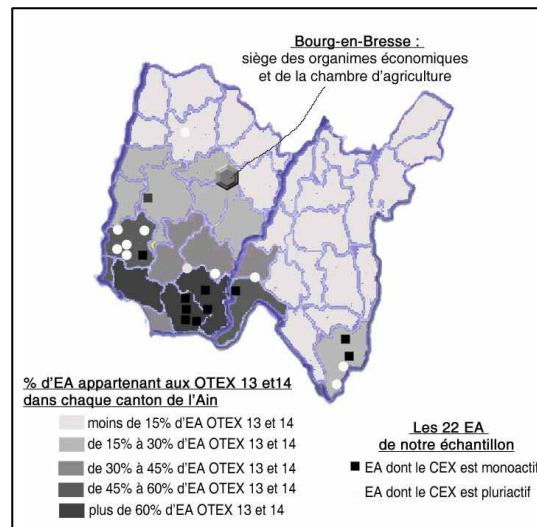 Bourg-en-Bresse :
siège des organimes économiques
et de la chambre d'agriculture
% d'EA appartenant aux OTEX 13 et14
dans chaque canton de l'Ain
moins de 15% d'EA OTEX 13 et 14
de 15% à 30% d'EA OTEX 13 et 14
de 30% à 45% d'EA OTEX 13 et 14
de 45% à 60% d'EA OTEX 13 et 14
plus de 60% d'EA OTEX 13 et 14
Les 22 EA
de notre échantillon
EA dont le CEX est monoactif
EA dont le CEX est pluriactif